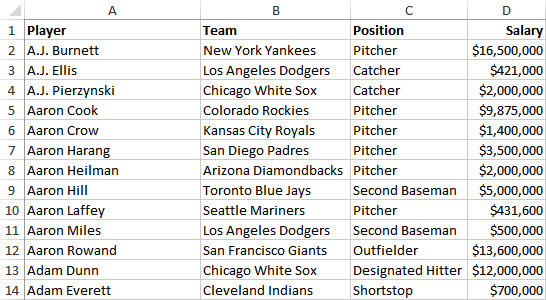 A B C D
1 Player Team Position Salary
2 A.J. Burnett New York Yankees Pitcher $16,500,000
3 A.J. Ellis Los Angeles Dodgers Catcher $421,000
4 A.J. Pierzynski Chicago White Sox Catcher $2,000,000
5 Aaron Cook Colorado Rockies Pitcher $9,875,000
6 Aaron Crow Kansas City Royals Pitcher $1,400,000
7 Aaron Harang San Diego Padres Pitcher $3,500,000
8 Aaron Heilman Arizona Diamondbacks Pitcher $2,000,000
9 Aaron Hill Toronto Blue Jays Second Baseman $5,000,000
10 Aaron Laffey Seattle Mariners Pitcher $431,600
11 Aaron Miles Los Angeles Dodgers Second Baseman $500,000
12 Aaron Rowand San Francisco Giants Outfielder $13,600,000
13 Adam Dunn Chicago White Sox Designated Hitter $12,000,000
14 Adam Everett Cleveland Indians Shortstop $700,000